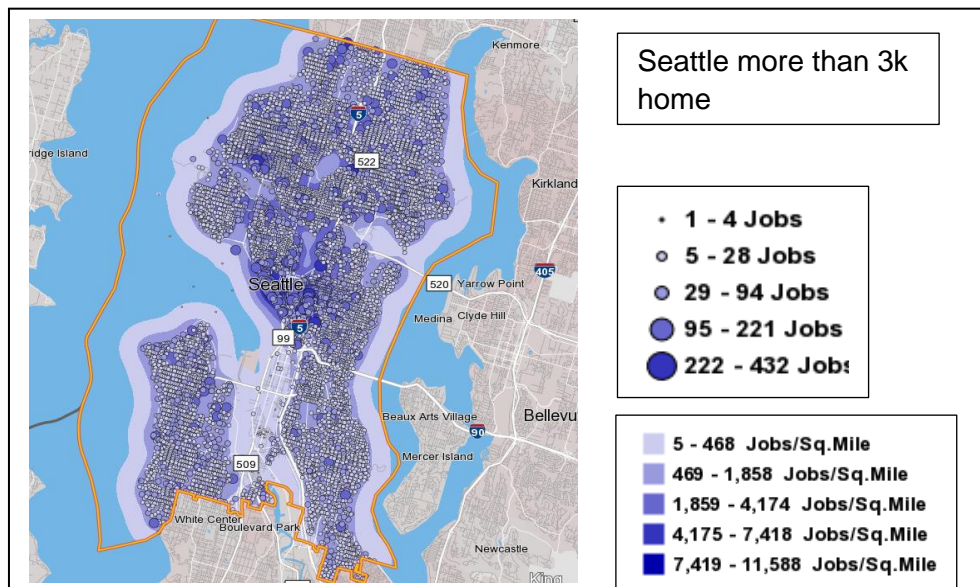 Kenmore
5
522
ridge Island
Kirkland
405
520
Yarrow Point
Seattle
Medina
Clyde Hill
5
99
Beaux Arts Village
Bellevu
90
Mercer Island
509
White Center
Boulevard Park
Newcastle
King
Seattle more than 3k
home
1 - 4 Jobs
5 - 28 Jobs
29 - 94 Jobs
95 - 221 Jobs
222 - 432 Jobs
5 - 468 Jobs/Sq.Mile
469 - 1,858 Jobs/Sq.Mile
1,859 - 4,174 Jobs/Sq.Mile
4,175 - 7,418 Jobs/Sq.Mile
7,419 - 11,588 Jobs/Sq.Mile